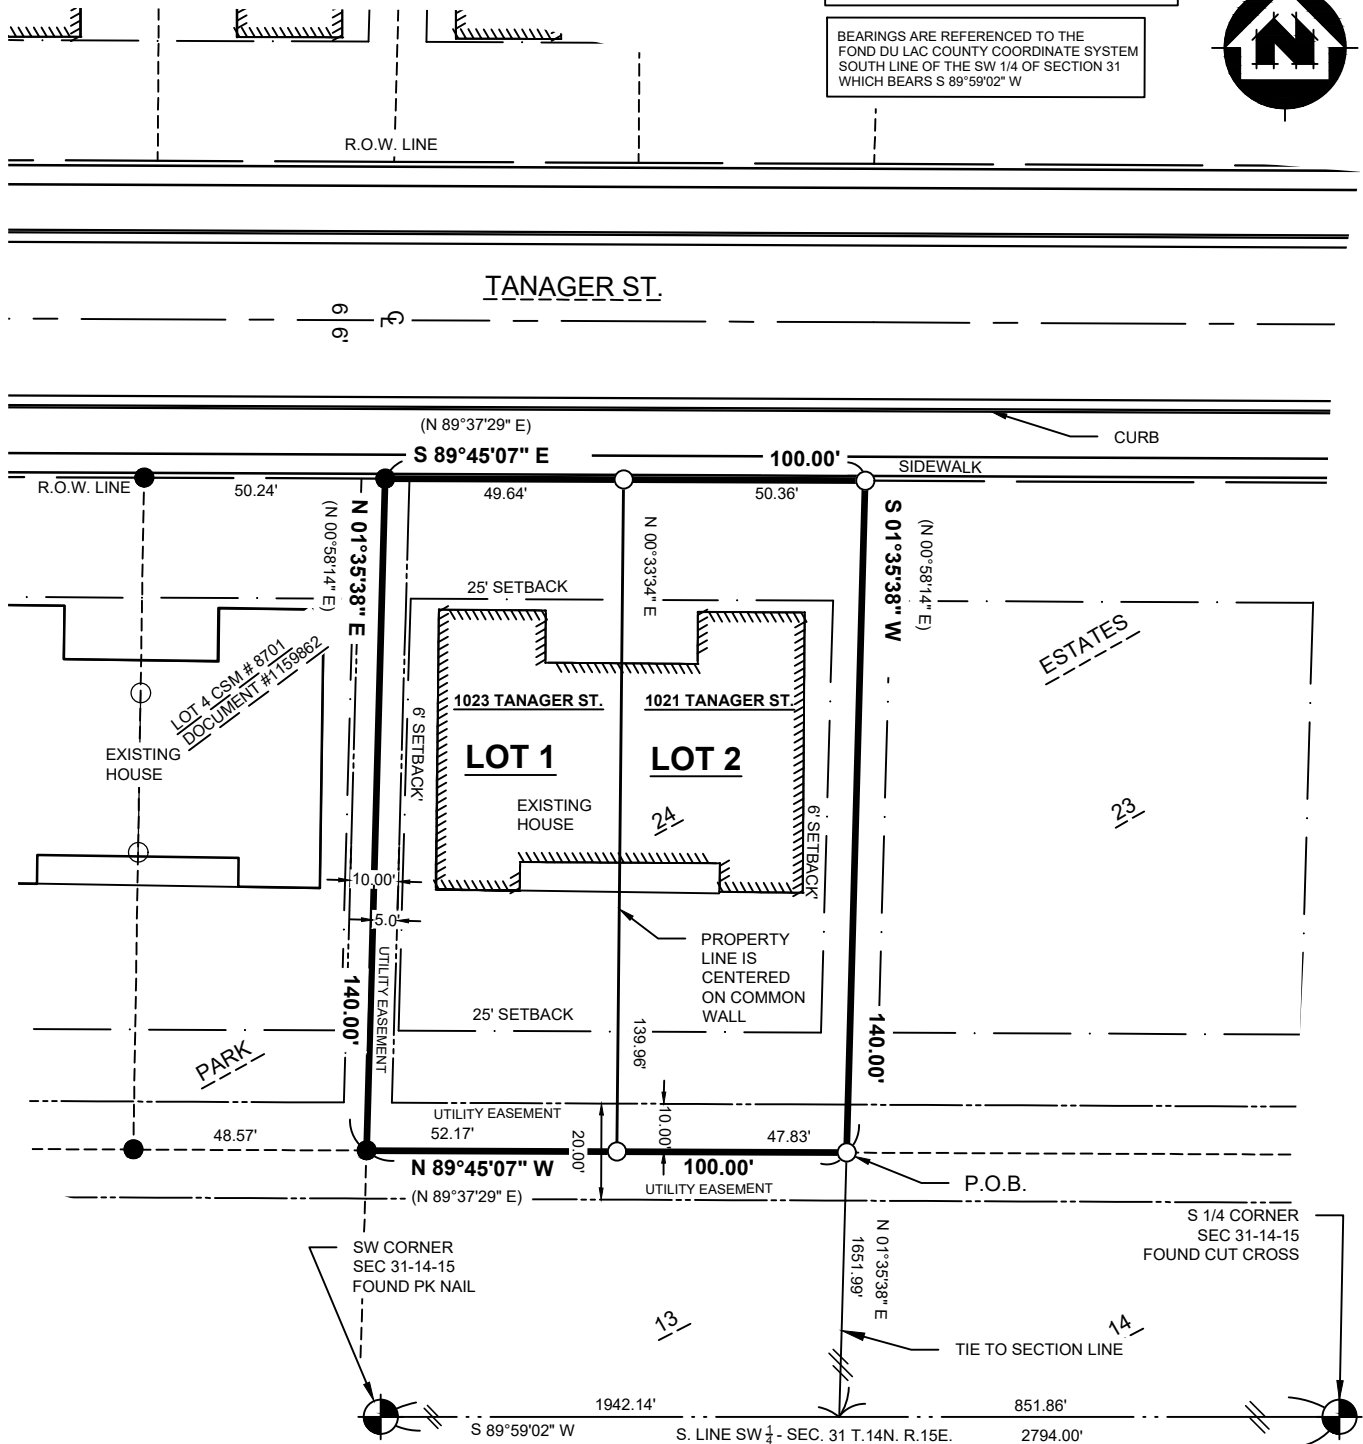 BEARINGS ARE REFERENCED TO THE
FOND DU LAC COUNTY COORDINATE SYSTEM
SOUTH LINE OF THE SW 1/4 OF SECTION 31
WHICH BEARS S 89°59'02" W
N
R.O.W. LINE
TANAGER ST.
6 6'
CL
(N 89°37'29" E)
CURB
S 89°45'07" E
100.00'
SIDEWALK
R.O.W. LINE
50.24'
49.64'
50.36'
N 01°35'38" E
(N 00°58'14" E)
N 00°33'34" E
S 01°35'38" W
(N 00°58'14" E)
25' SETBACK
ESTATES
LOT 4 CSM # 8701
DOCUMENT #1159862
1023 TANAGER ST.
1021 TANAGER ST.
6' SETBACK'
LOT 1
LOT 2
EXISTING
HOUSE
EXISTING
HOUSE
24
23
6' SETBACK'
10.00'
5.0'
PROPERTY
LINE IS
CENTERED
ON COMMON
WALL
UTILITY EASEMENT
140.00'
25' SETBACK
139.96'
140.00'
PARK
UTILITY EASEMENT
10.00'
48.57'
52.17'
20.00'
47.83'
N 89°45'07" W
100.00'
(N 89°37'29" E)
UTILITY EASEMENT
P.O.B.
S 1/4 CORNER
SEC 31-14-15
FOUND CUT CROSS
SW CORNER
SEC 31-14-15
FOUND PK NAIL
N 01°35'38" E
1651.99'
13
14
TIE TO SECTION LINE
1942.14'
851.86'
S 89°59'02" W
S. LINE SW 1/4 - SEC. 31 T.14N. R.15E.
2794.00'